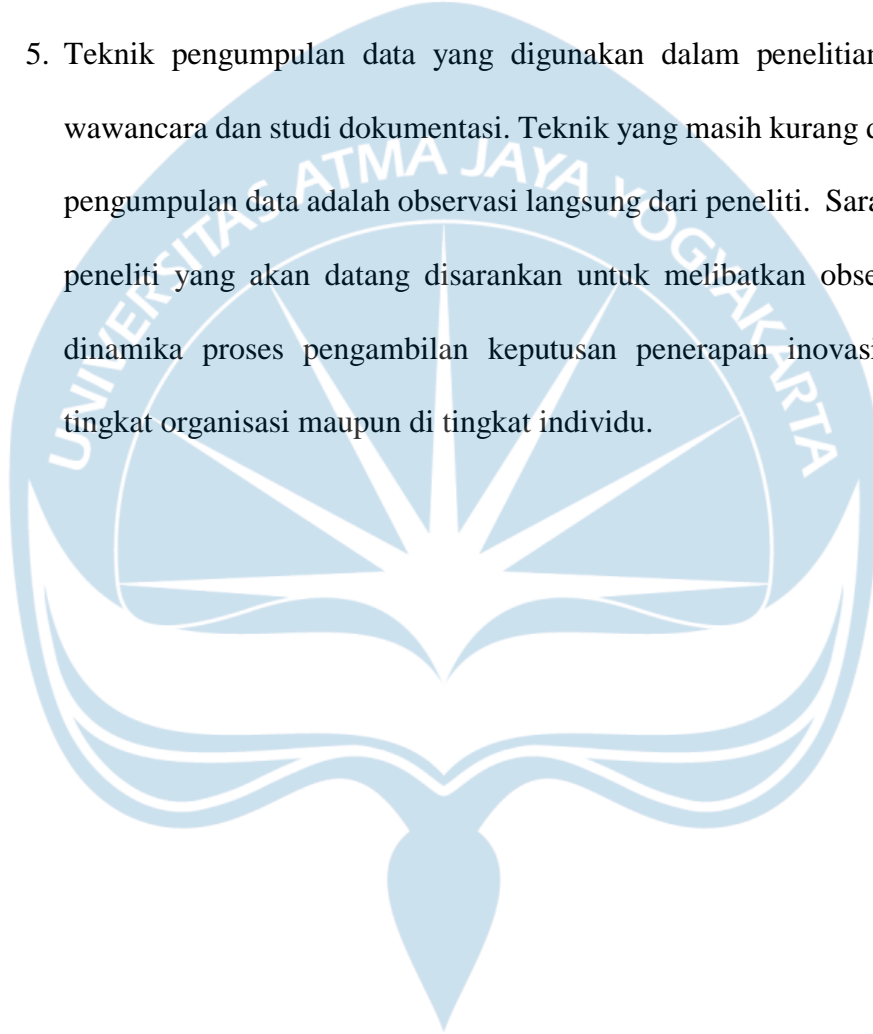 5. Teknik pengumpulan data yang digunakan dalam penelitian
wawancara dan studi dokumentasi. Teknik yang masih kurang
pengumpulan data adalah observasi langsung dari peneliti. Sara
peneliti yang akan datang disarankan untuk melibatkan obse
dinamika proses pengambilan keputusan penerapan inovasi
tingkat organisasi maupun di tingkat individu.
UNIVERSITAS ATMA JAYA YOGYAKARTA